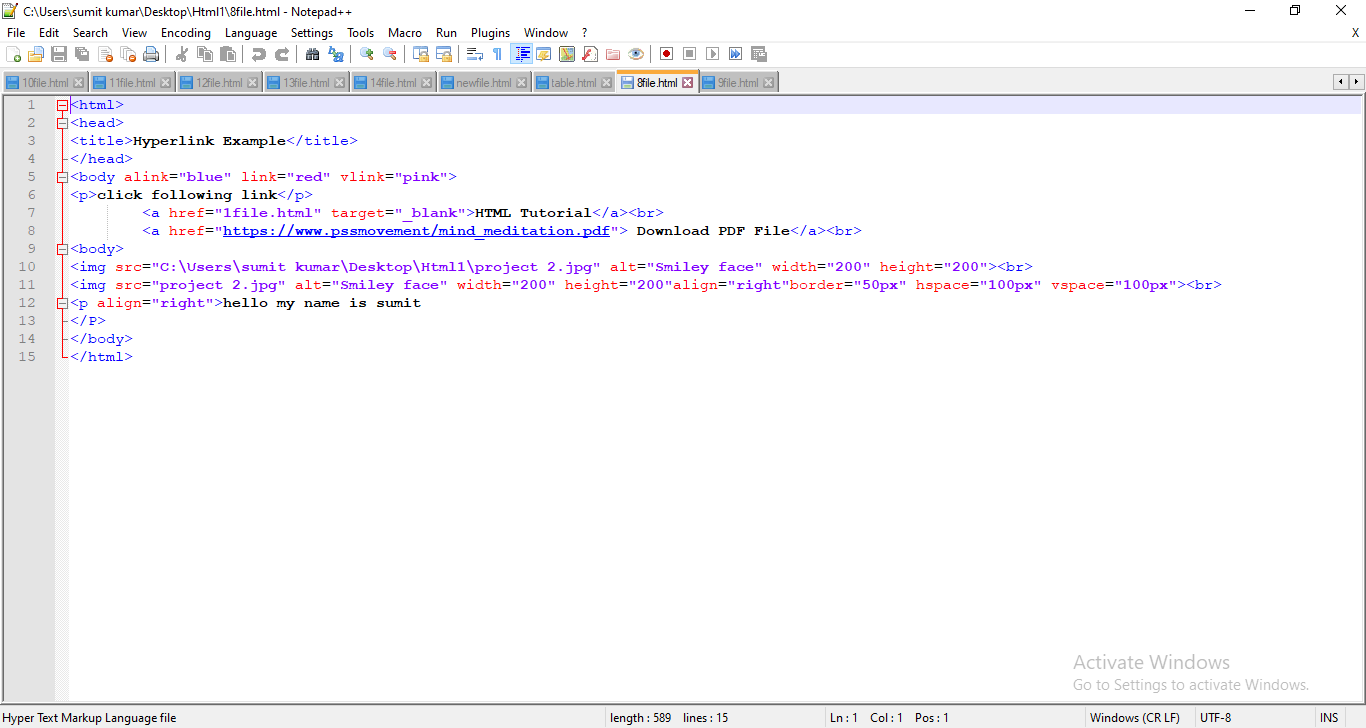 C:\Users\sumit kumar\Desktop\Html1\8file.html - Notepad++
File Edit Search View Encoding Language Settings Tools Macro Run Plugins Window ? X
10file.html 11file.html 12file.html 13file.html 14file.html newfile.html table.html 8file.html 9file.html
1 <html>
2 <head>
3 <title>Hyperlink Example</title>
4 </head>
5 <body alink="blue" link="red" vlink="pink">
6 <p>click following link</p>
7 <a href="1file.html" target="_blank">HTML Tutorial</a><br>
8 <a href="https://www.pssmovement/mind_meditation.pdf"> Download PDF File</a><br>
9 <body>
10 <img src="C:\Users\sumit kumar\Desktop\Html1\project 2.jpg" alt="Smiley face" width="200" height="200"><br>
11 <img src="project 2.jpg" alt="Smiley face" width="200" height="200"align="right"border="50px" hspace="100px" vspace="100px"><br>
12 <p align="right">hello my name is sumit
13 </P>
14 </body>
15 </html>
Activate Windows
Go to Settings to activate Windows.
Hyper Text Markup Language file length : 589 lines : 15 Ln : 1 Col : 1 Pos : 1 Windows (CR LF) UTF-8 INS